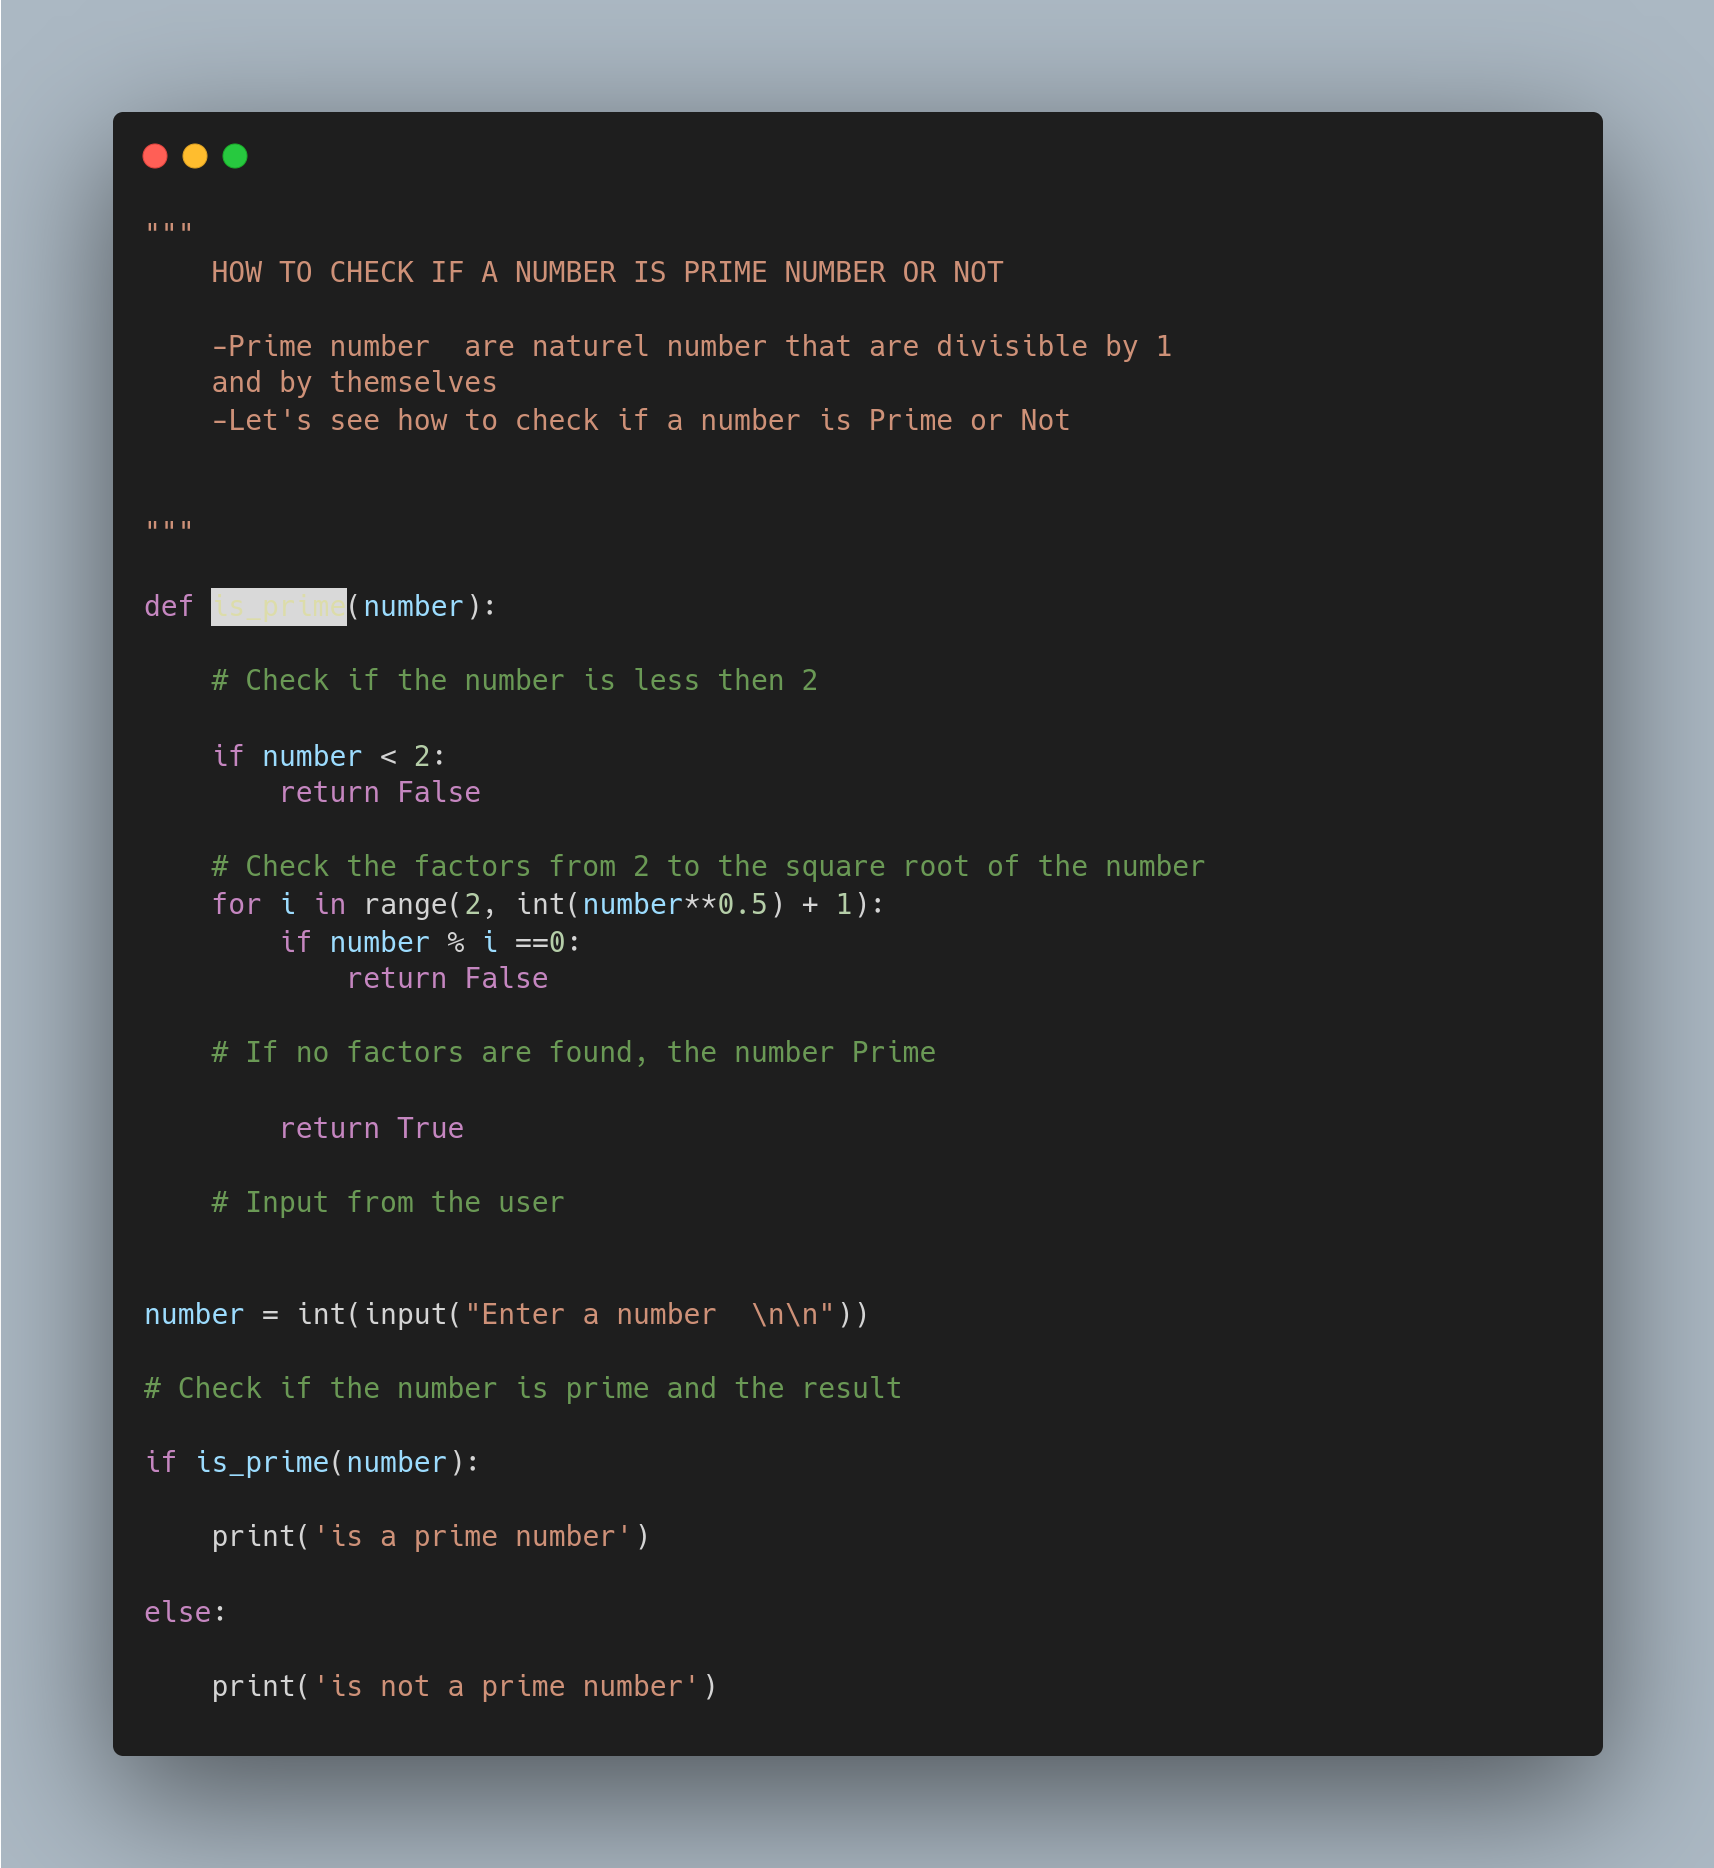 """
    HOW TO CHECK IF A NUMBER IS PRIME NUMBER OR NOT
    -Prime number  are naturel number that are divisible by 1
    and by themselves
    -Let's see how to check if a number is Prime or Not
"""
def is_prime(number):
    # Check if the number is less then 2
    if number < 2:
        return False
    # Check the factors from 2 to the square root of the number
    for i in range(2, int(number**0.5) + 1):
        if number % i ==0:
            return False
    # If no factors are found, the number Prime
        return True
    # Input from the user
number = int(input("Enter a number  \n\n"))
# Check if the number is prime and the result
if is_prime(number):
    print('is a prime number')
else:
    print('is not a prime number')